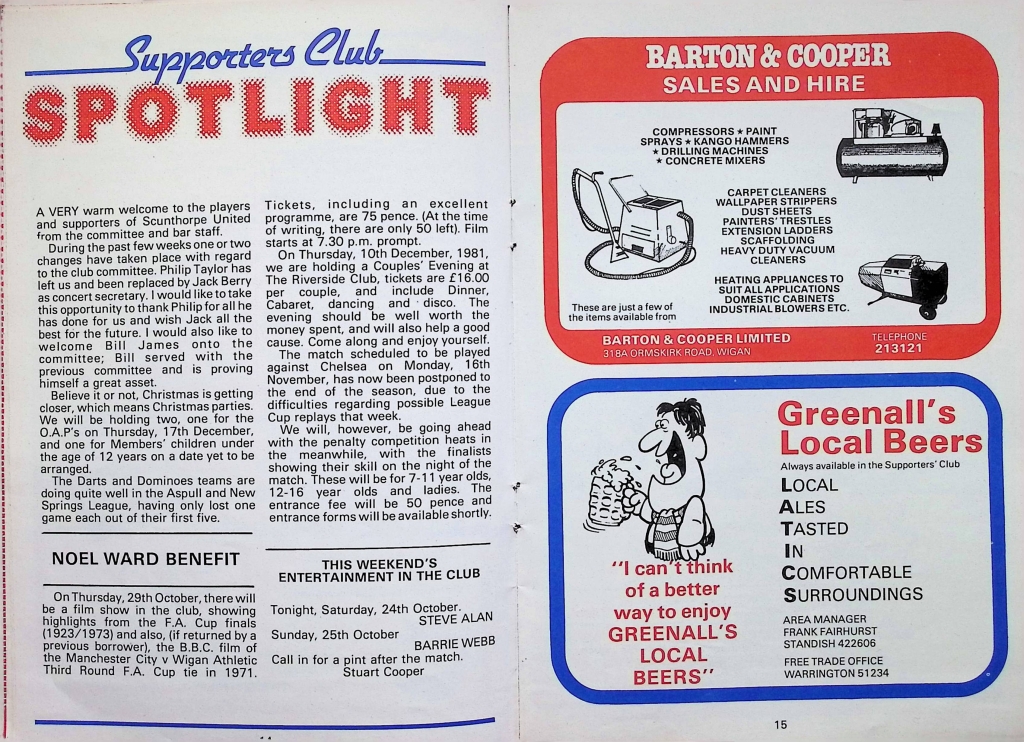 Supporters Club
SPOTLIGHT
A VERY warm welcome to the players
and supporters of Scunthorpe United
from the committee and bar staff.
During the past few weeks one or two
changes have taken place with regard
to the club committee. Philip Taylor has
left us and been replaced by Jack Berry
as concert secretary. I would like to take
this opportunity to thank Philip for all he
has done for us and wish Jack all the
best for the future. I would also like to
welcome Bill James onto the
committee; Bill served with the
previous committee and is proving
himself a great asset.
Believe it or not, Christmas is getting
closer, which means Christmas parties.
We will be holding two, one for the
O.A.P's on Thursday, 17th December,
and one for Members' children under
the age of 12 years on a date yet to be
arranged.
The Darts and Dominoes teams are
doing quite well in the Aspull and New
Springs League, having only lost one
game each out of their first five.
NOEL WARD BENEFIT
On Thursday, 29th October, there will
be a film show in the club, showing
highlights from the F.A. Cup finals
(1923/1973) and also, (if returned by a
previous borrower), the B.B.C. film of
the Manchester City v Wigan Athletic
Third Round F.A. Cup tie in 1971.
Tickets, including an excellent
programme, are 75 pence. (At the time
of writing, there are only 50 left). Film
starts at 7.30 p.m. prompt.
On Thursday, 10th December, 1981,
we are holding a Couples' Evening at
The Riverside Club, tickets are £16.00
per couple, and include Dinner,
Cabaret, dancing and disco. The
evening should be well worth the
money spent, and will also help a good
cause. Come along and enjoy yourself.
The match scheduled to be played
against Chelsea on Monday, 16th
November, has now been postponed to
the end of the season, due to the
difficulties regarding possible League
Cup replays that week.
We will, however, be going ahead
with the penalty competition heats in
the meanwhile, with the finalists
showing their skill on the night of the
match. These will be for 7-11 year olds,
12-16 year olds and ladies. The
entrance fee will be 50 pence and
entrance forms will be available shortly.
THIS WEEKEND'S
ENTERTAINMENT IN THE CLUB
Tonight, Saturday, 24th October.
STEVE ALAN
Sunday, 25th October
BARRIE WEBB
Call in for a pint after the match.
Stuart Cooper
BARTON & COOPER
SALES AND HIRE
COMPRESSORS ★ PAINT
SPRAYS ★ KANGO HAMMERS
★ DRILLING MACHINES
★ CONCRETE MIXERS
CARPET CLEANERS
WALLPAPER STRIPPERS
DUST SHEETS
PAINTERS' TRESTLES
EXTENSION LADDERS
SCAFFOLDING
HEAVY DUTY VACUUM
CLEANERS
HEATING APPLIANCES TO
SUIT ALL APPLICATIONS
DOMESTIC CABINETS
INDUSTRIAL BLOWERS ETC.
These are just a few of
the items available from
BARTON & COOPER LIMITED
318A ORMSKIRK ROAD, WIGAN
TELEPHONE
213121
Greenall's
Local Beers
Always available in the Supporters' Club
LOCAL
ALES
TASTED
IN
COMFORTABLE
SURROUNDINGS
"I can't think
of a better
way to enjoy
GREENALL'S
LOCAL
BEERS"
AREA MANAGER
FRANK FAIRHURST
STANDISH 422606
FREE TRADE OFFICE
WARRINGTON 51234
15